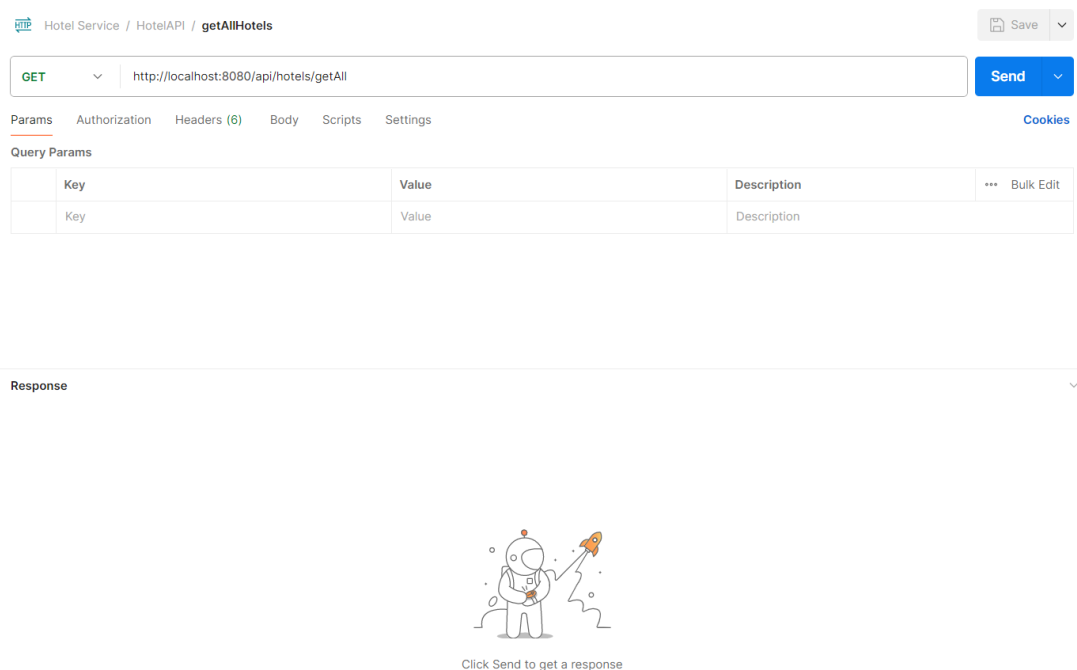 HTTP Hotel Service / HotelAPI / getAllHotels Save
GET http://localhost:8080/api/hotels/getAll Send
Params Authorization Headers (6) Body Scripts Settings Cookies
Query Params
Key Value Description ••• Bulk Edit
Key Value Description
Response
Click Send to get a response